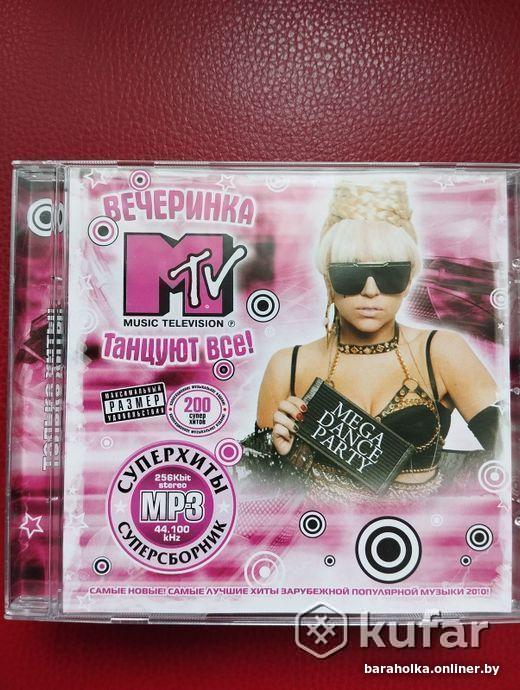 ВЕЧЕРИНКА
MTV
MUSIC TELEVISION ®
ТАНЦУЮТ ВСЕ!
МАКСИМАЛЬНЫЙ
РАЗМЕР
УДОВОЛЬСТВИЯ
200
супер
хитов
СУПЕРХИТЫ
256Kbit
stereo
MP3
44.100
kHz
СУПЕРСБОРНИК
MEGA
DANCE
PARTY
САМЫЕ НОВЫЕ! САМЫЕ ЛУЧШИЕ ХИТЫ ЗАРУБЕЖНОЙ ПОПУЛЯРНОЙ МУЗЫКИ 2010!
kufar
baraholka.onliner.by